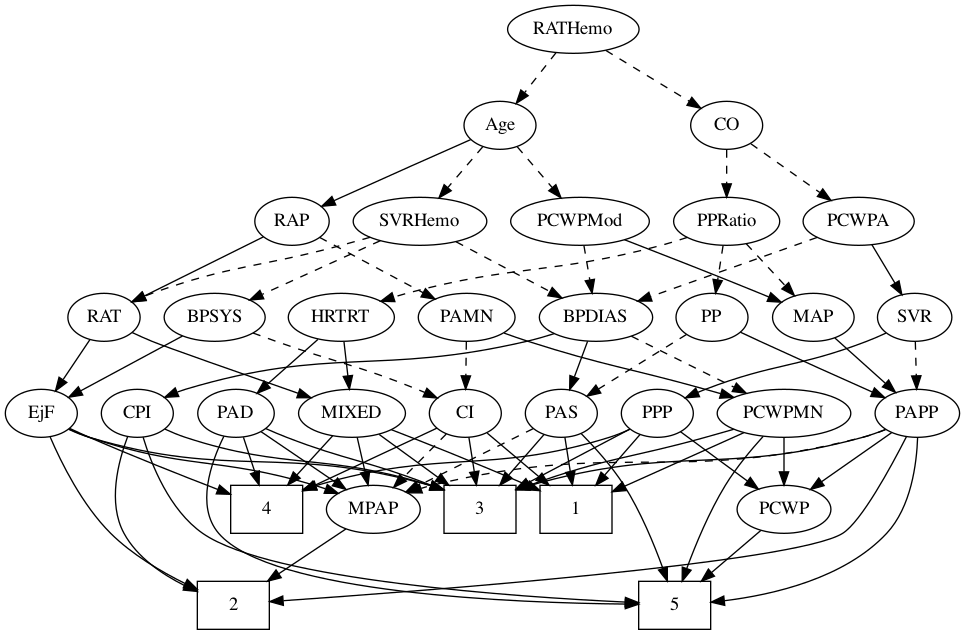 RATHemo
Age
CO
RAP
SVRHemo
PCWPMod
PPRatio
PCWPA
RAT
BPSYS
HRTRT
PAMN
BPDIAS
PP
MAP
SVR
EjF
CPI
PAD
MIXED
CI
PAS
PPP
PCWPMN
PAPP
4
MPAP
3
1
PCWP
2
5